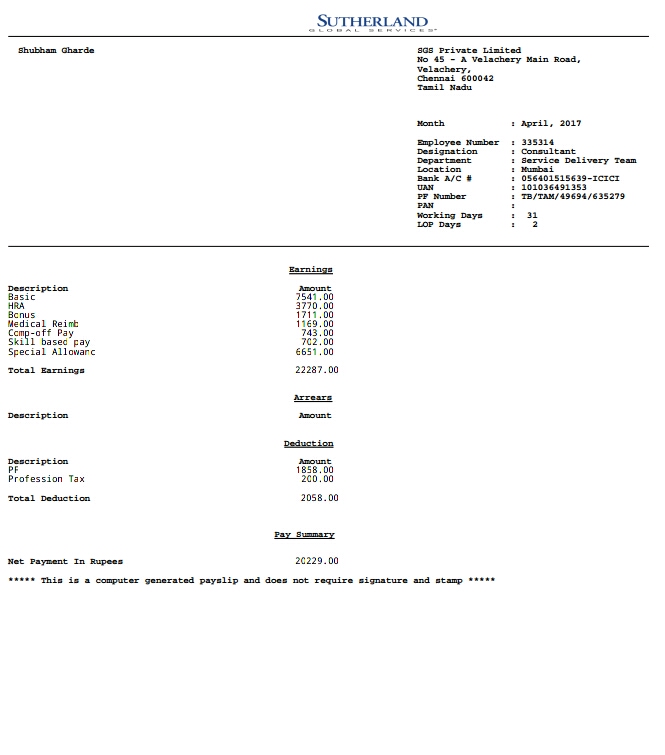 SUTHERLAND
GLOBAL SERVICES
Shubham Gharde
SGS Private Limited
No 45 - A Velachery Main Road,
Velachery,
Chennai 600042
Tamil Nadu
Month : April, 2017
Employee Number : 335314
Designation : Consultant
Department : Service Delivery Team
Location : Mumbai
Bank A/C # : 056401515639-ICICI
UAN : 101036491353
PF Number : TB/TAM/49694/635279
PAN :
Working Days : 31
LOP Days : 2
Earnings
Description Amount
Basic 7541.00
HRA 3770.00
Bonus 1711.00
Medical Reimb 1169.00
Comp-off Pay 743.00
Skill based pay 702.00
Special Allowanc 6651.00
Total Earnings 22287.00
Arrears
Description Amount
Deduction
Description Amount
PF 1858.00
Profession Tax 200.00
Total Deduction 2058.00
Pay Summary
Net Payment In Rupees 20229.00
***** This is a computer generated payslip and does not require signature and stamp *****